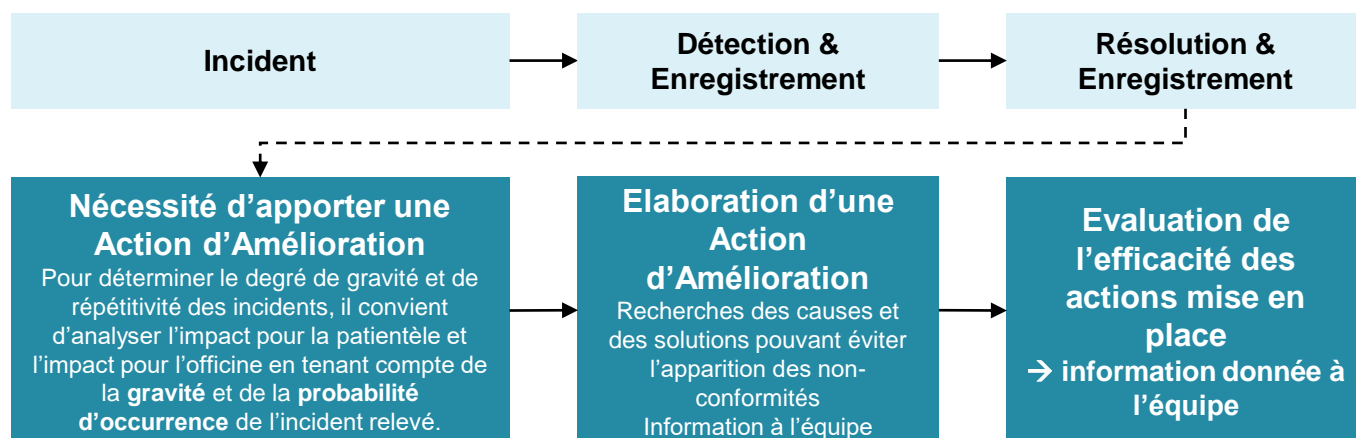 Incident
Détection &
Enregistrement
Résolution &
Enregistrement
Nécessité d'apporter une
Action d'Amélioration
Pour déterminer le degré de gravité et de
répétitivité des incidents, il convient
d'analyser l'impact pour la patientèle et
l'impact pour l'officine en tenant compte de
la gravité et de la probabilité
d'occurrence de l'incident relevé.
Elaboration d'une
Action
d'Amélioration
Recherches des causes et
des solutions pouvant éviter
l'apparition des non-
conformités
Information à l'équipe
Evaluation de
l'efficacité des
actions mise en
place
→ information donnée à
l'équipe